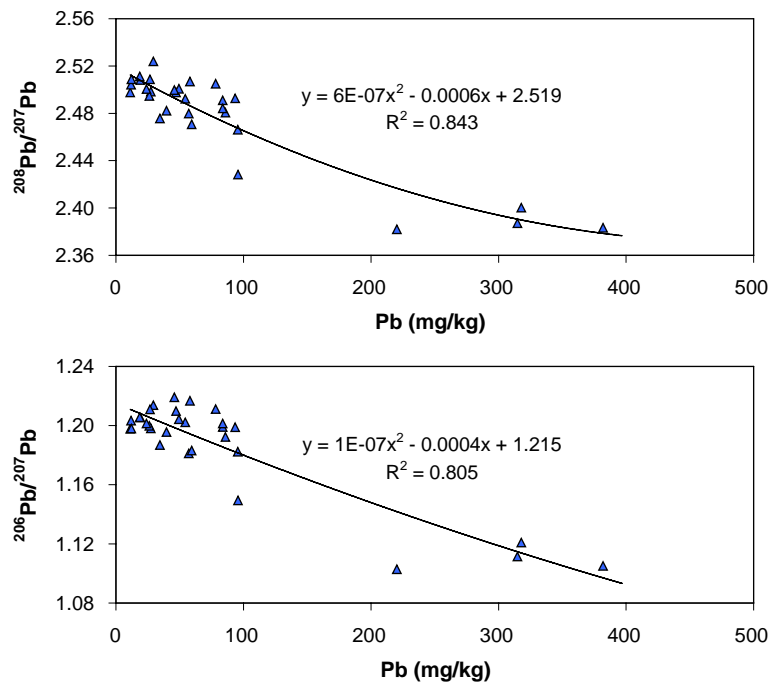 2.56
2.52
2.48
2.44
2.40
2.36
²⁰⁸Pb/²⁰⁷Pb
y = 6E-07x² - 0.0006x + 2.519
R² = 0.843
0 100 200 300 400 500
Pb (mg/kg)
1.24
1.20
1.16
1.12
1.08
²⁰⁶Pb/²⁰⁷Pb
y = 1E-07x² - 0.0004x + 1.215
R² = 0.805
0 100 200 300 400 500
Pb (mg/kg)